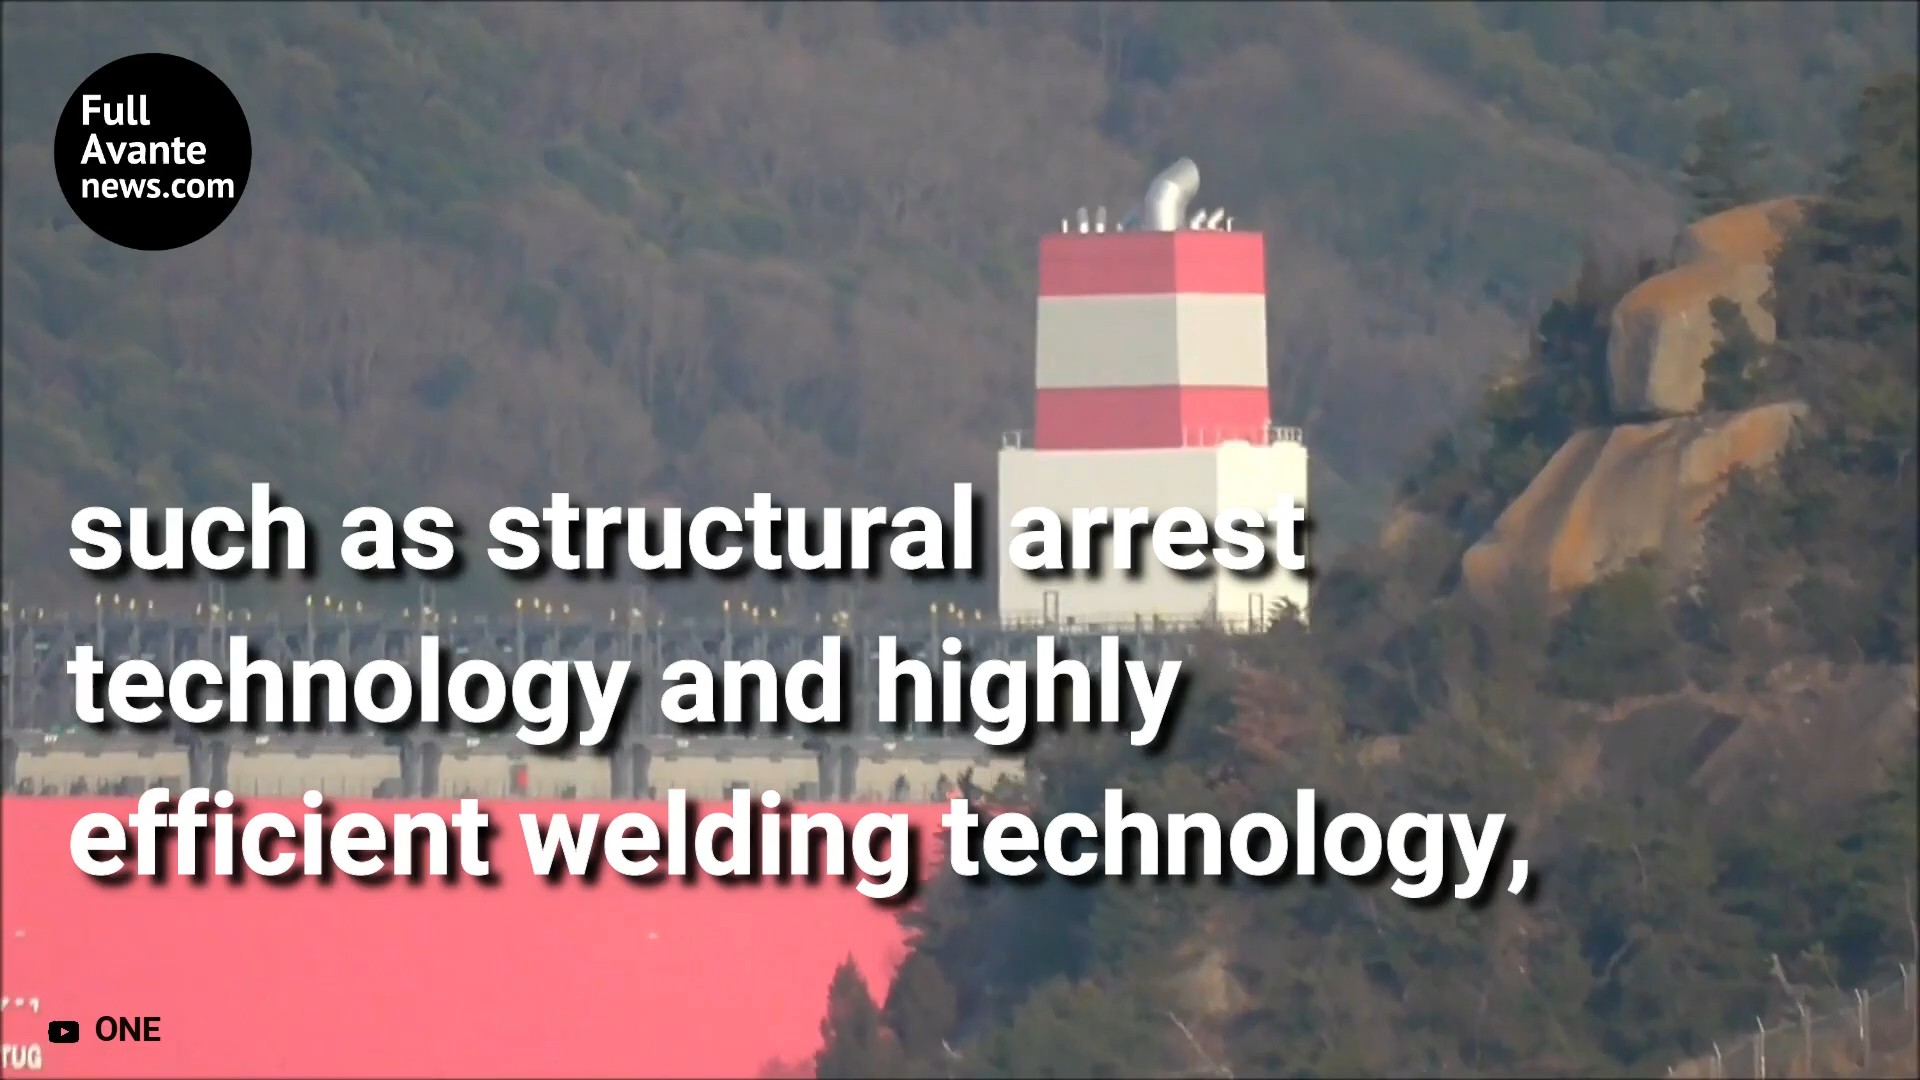 Full
Avante
news.com
such as structural arrest
technology and highly
efficient welding technology,
ONE
TUG